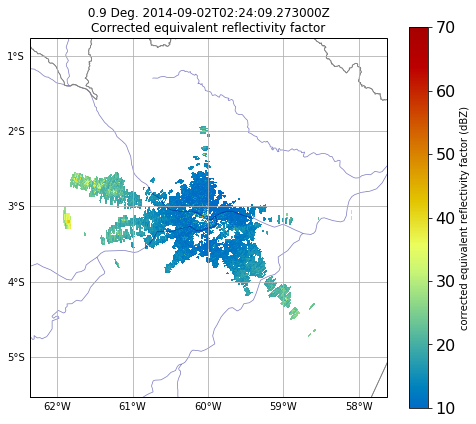 0.9 Deg. 2014-09-02T02:24:09.273000Z
Corrected equivalent reflectivity factor
1°S
2°S
3°S
4°S
5°S
62°W 61°W 60°W 59°W 58°W
70
60
50
40
30
20
10
corrected equivalent reflectivity factor (dBZ)